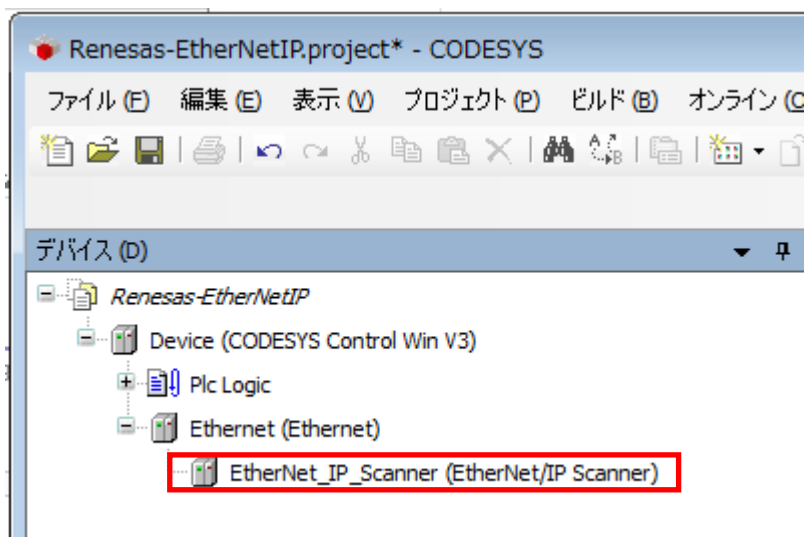 Renesas-EtherNetIP.project* - CODESYS
ファイル (F) 編集 (E) 表示 (V) プロジェクト (P) ビルド (B) オンライン (O
デバイス (D)
Renesas-EtherNetIP
Device (CODESYS Control Win V3)
Plc Logic
Ethernet (Ethernet)
EtherNet_IP_Scanner (EtherNet/IP Scanner)